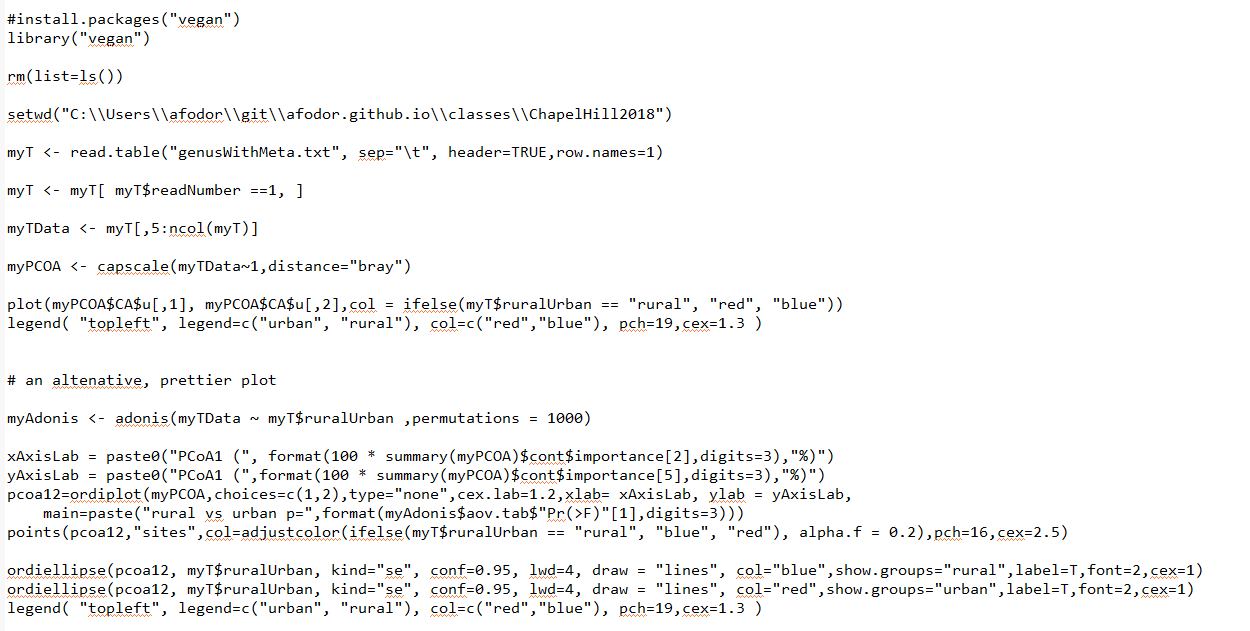 #install.packages("vegan")
library("vegan")
rm(list=ls())
setwd("C:\\Users\\afodor\\git\\afodor.github.io\\classes\\ChapelHill2018")
myT <- read.table("genusWithMeta.txt", sep="\t", header=TRUE,row.names=1)
myT <- myT[ myT$readNumber ==1, ]
myTData <- myT[,5:ncol(myT)]
myPCOA <- capscale(myTData~1,distance="bray")
plot(myPCOA$CA$u[,1], myPCOA$CA$u[,2],col = ifelse(myT$ruralUrban == "rural", "red", "blue"))
legend( "topleft", legend=c("urban", "rural"), col=c("red","blue"), pch=19,cex=1.3 )
# an altenative, prettier plot
myAdonis <- adonis(myTData ~ myT$ruralUrban ,permutations = 1000)
xAxisLab = paste0("PCoA1 (", format(100 * summary(myPCOA)$cont$importance[2],digits=3),"%)")
yAxisLab = paste0("PCoA1 (",format(100 * summary(myPCOA)$cont$importance[5],digits=3),"%)")
pcoa12=ordiplot(myPCOA,choices=c(1,2),type="none",cex.lab=1.2,xlab= xAxisLab, ylab = yAxisLab,
main=paste("rural vs urban p=",format(myAdonis$aov.tab$"Pr(>F)"[1],digits=3)))
points(pcoa12,"sites",col=adjustcolor(ifelse(myT$ruralUrban == "rural", "blue", "red"), alpha.f = 0.2),pch=16,cex=2.5)
ordiellipse(pcoa12, myT$ruralUrban, kind="se", conf=0.95, lwd=4, draw = "lines", col="blue",show.groups="rural",label=T,font=2,cex=1)
ordiellipse(pcoa12, myT$ruralUrban, kind="se", conf=0.95, lwd=4, draw = "lines", col="red",show.groups="urban",label=T,font=2,cex=1)
legend( "topleft", legend=c("urban", "rural"), col=c("red","blue"), pch=19,cex=1.3 )